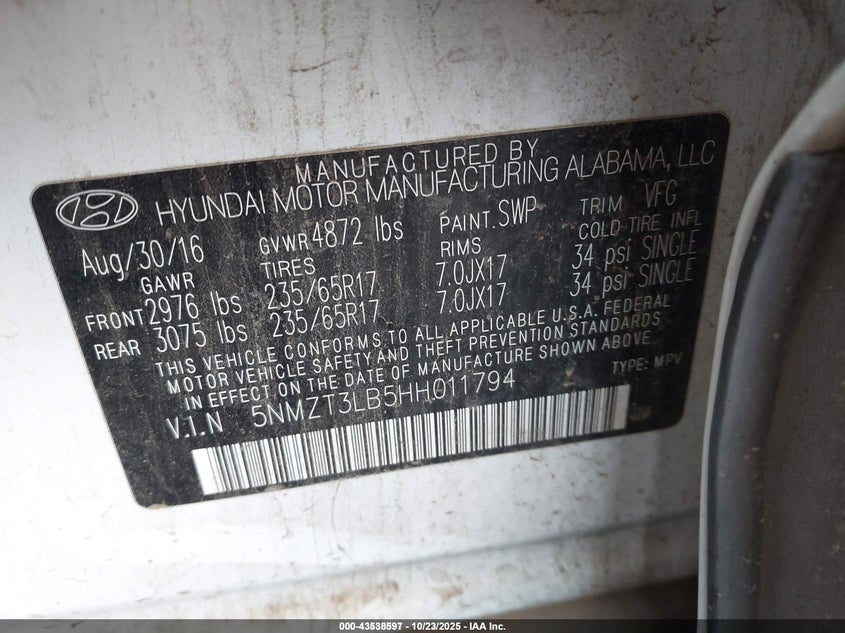 MANUFACTURED BY
HYUNDAI MOTOR MANUFACTURING ALABAMA, LLC
Aug/30/16 GVWR 4872 lbs PAINT. SWP TRIM VFG
GAWR TIRES RIMS COLD TIRE INFL
FRONT 2976 lbs 235/65R17 7.0JX17 34 psi SINGLE
REAR 3075 lbs 235/65R17 7.0JX17 34 psi SINGLE
THIS VEHICLE CONFORMS TO ALL APPLICABLE U.S.A. FEDERAL
MOTOR VEHICLE SAFETY AND THEFT PREVENTION STANDARDS
IN EFFECT ON THE DATE OF MANUFACTURE SHOWN ABOVE.
V.I.N 5NMZT3LB5HH011794 TYPE: MPV
000-43538597 - 10/23/2025 - IAA Inc.